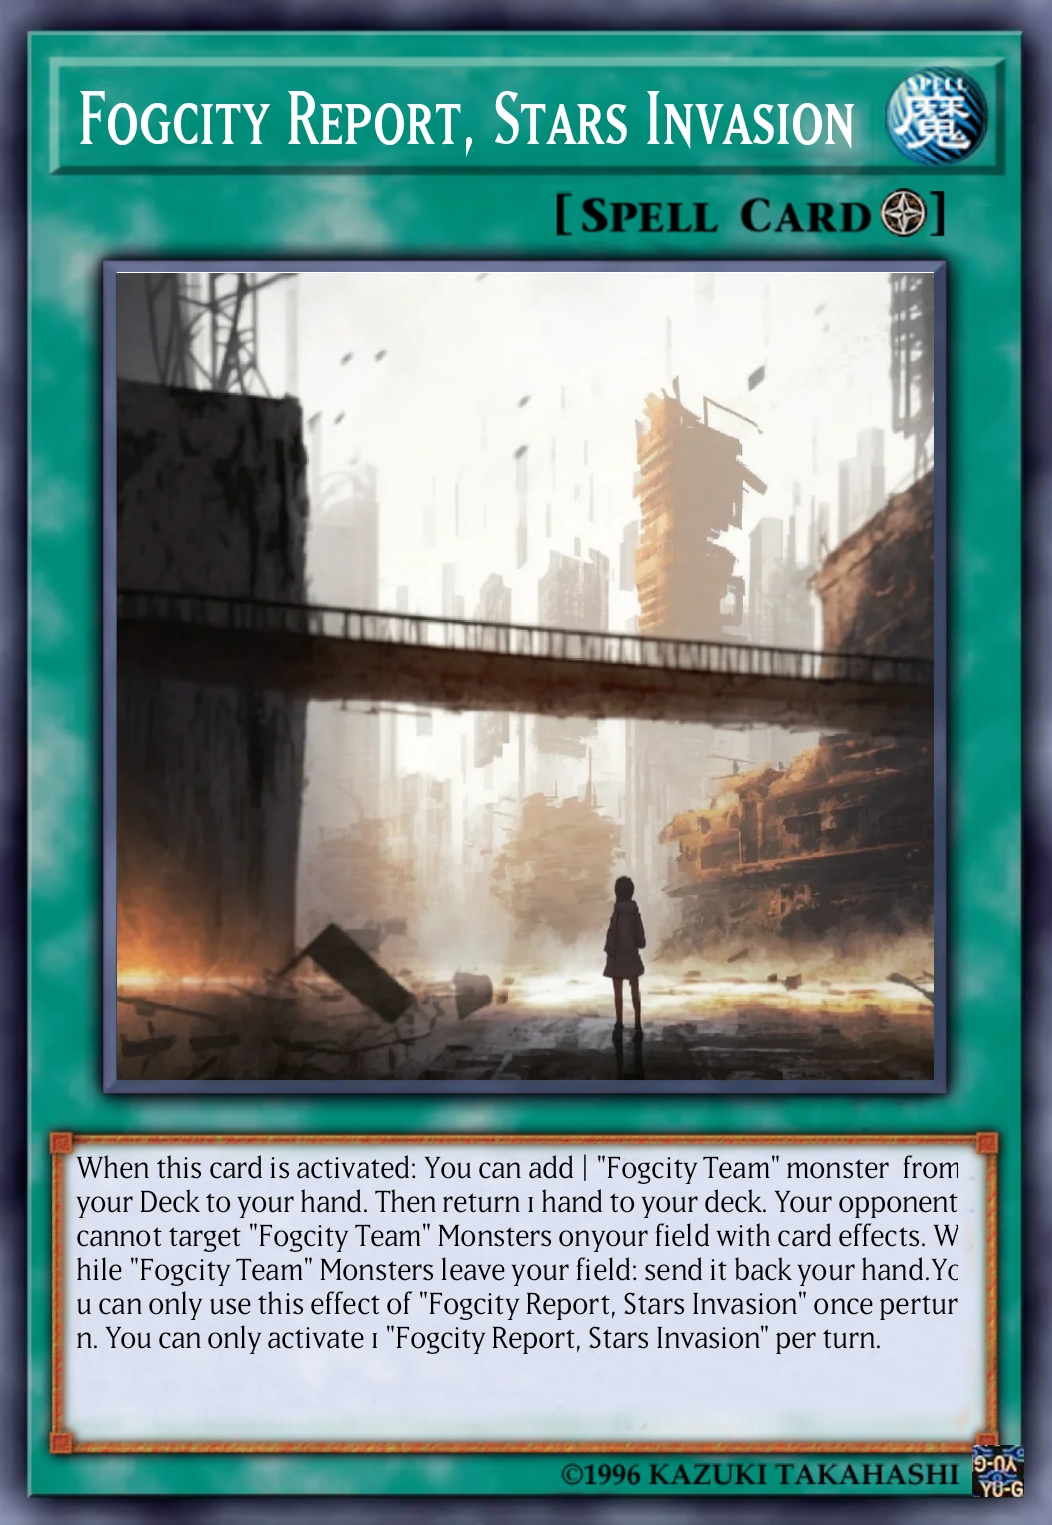 Fogcity Report, Stars Invasion
SPELL
魔
[Spell Card]
When this card is activated: You can add | "Fogcity Team" monster from
your Deck to your hand. Then return 1 hand to your deck. Your opponent
cannot target "Fogcity Team" Monsters onyour field with card effects. W
hile "Fogcity Team" Monsters leave your field: send it back your hand.Yo
u can only use this effect of "Fogcity Report, Stars Invasion" once pertur
n. You can only activate 1 "Fogcity Report, Stars Invasion" per turn.
©1996 KAZUKI TAKAHASHI
YU-G
YU-G